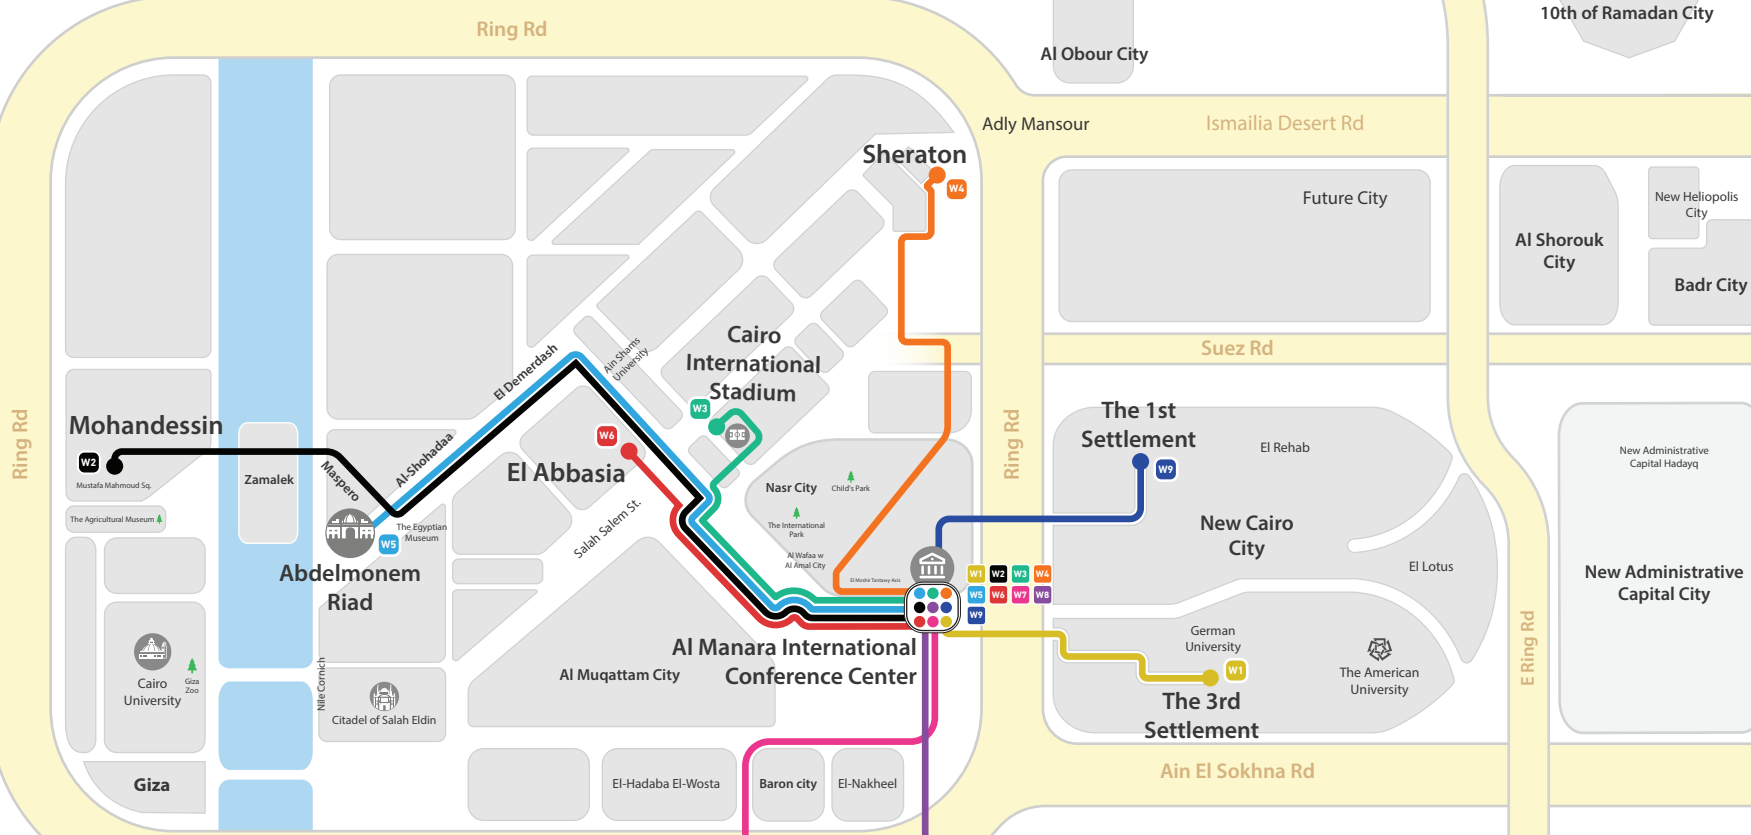 Ring Rd
10th of Ramadan City
Al Obour City
Adly Mansour
Ismailia Desert Rd
Sheraton
W4
Future City
New Heliopolis
City
Al Shorouk
City
Badr City
Cairo
International
Stadium
W3
Ain Shams
University
El Demerdash
Suez Rd
Mohandessin
W2
Mustafa Mahmoud Sq.
The Agricultural Museum
Ring Rd
Zamalek
Maspero
Al-Shohadaa
W6
El Abbasia
Salah Salem St.
The Egyptian
Museum
W5
Abdelmonem
Riad
Nasr City
Child's Park
The International
Park
Al Wafaa w
Al Amal City
El Moshir Tantawy Axis
Ring Rd
The 1st
Settlement
W9
El Rehab
New Cairo
City
El Lotus
New Administrative
Capital Hadayq
New Administrative
Capital City
W1 W2 W3 W4
W5 W6 W7 W8
W9
Al Manara International
Conference Center
German
University
W1
The 3rd
Settlement
The American
University
E Ring Rd
Cairo
University
Giza
Zoo
Nile Cornich
Citadel of Salah Eldin
Al Muqattam City
Giza
El-Hadaba El-Wosta
Baron city
El-Nakheel
Ain El Sokhna Rd